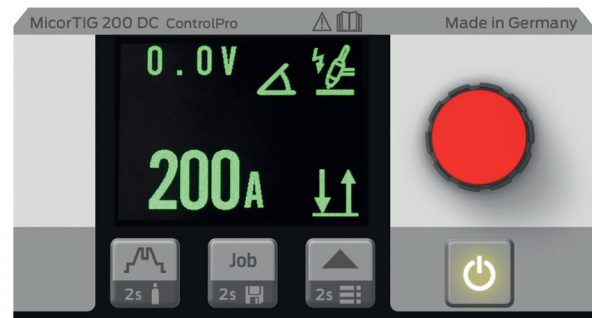 MicorTIG 200 DC ControlPro
Made in Germany
0.0V
200A
Job
2s
2s
2s